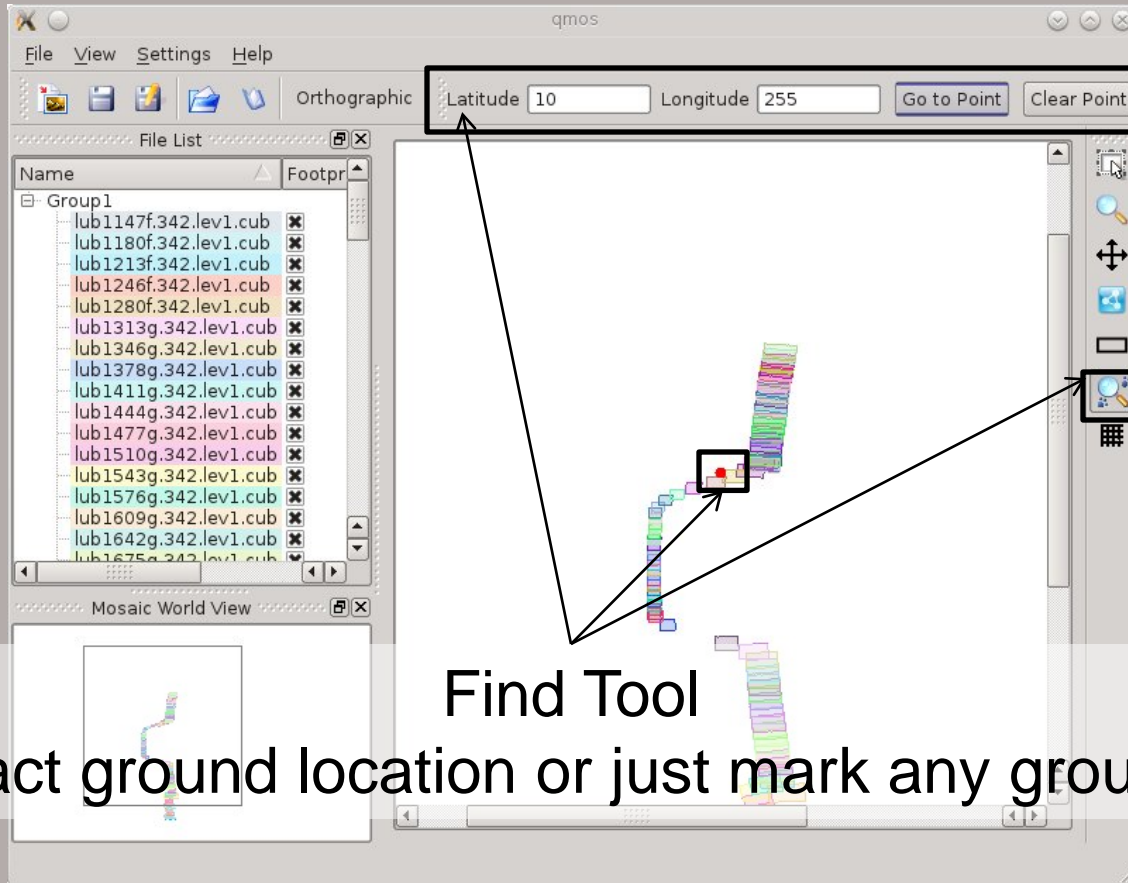 qmos
File View Settings Help
Orthographic Latitude 10 Longitude 255 Go to Point Clear Point
File List
Name Footpr
Group1
lub1147f.342.lev1.cub
lub1180f.342.lev1.cub
lub1213f.342.lev1.cub
lub1246f.342.lev1.cub
lub1280f.342.lev1.cub
lub1313g.342.lev1.cub
lub1346g.342.lev1.cub
lub1378g.342.lev1.cub
lub1411g.342.lev1.cub
lub1444g.342.lev1.cub
lub1477g.342.lev1.cub
lub1510g.342.lev1.cub
lub1543g.342.lev1.cub
lub1576g.342.lev1.cub
lub1609g.342.lev1.cub
lub1642g.342.lev1.cub
lub1675g.342.lev1.cub
Mosaic World View
Find Tool
act ground location or just mark any grou